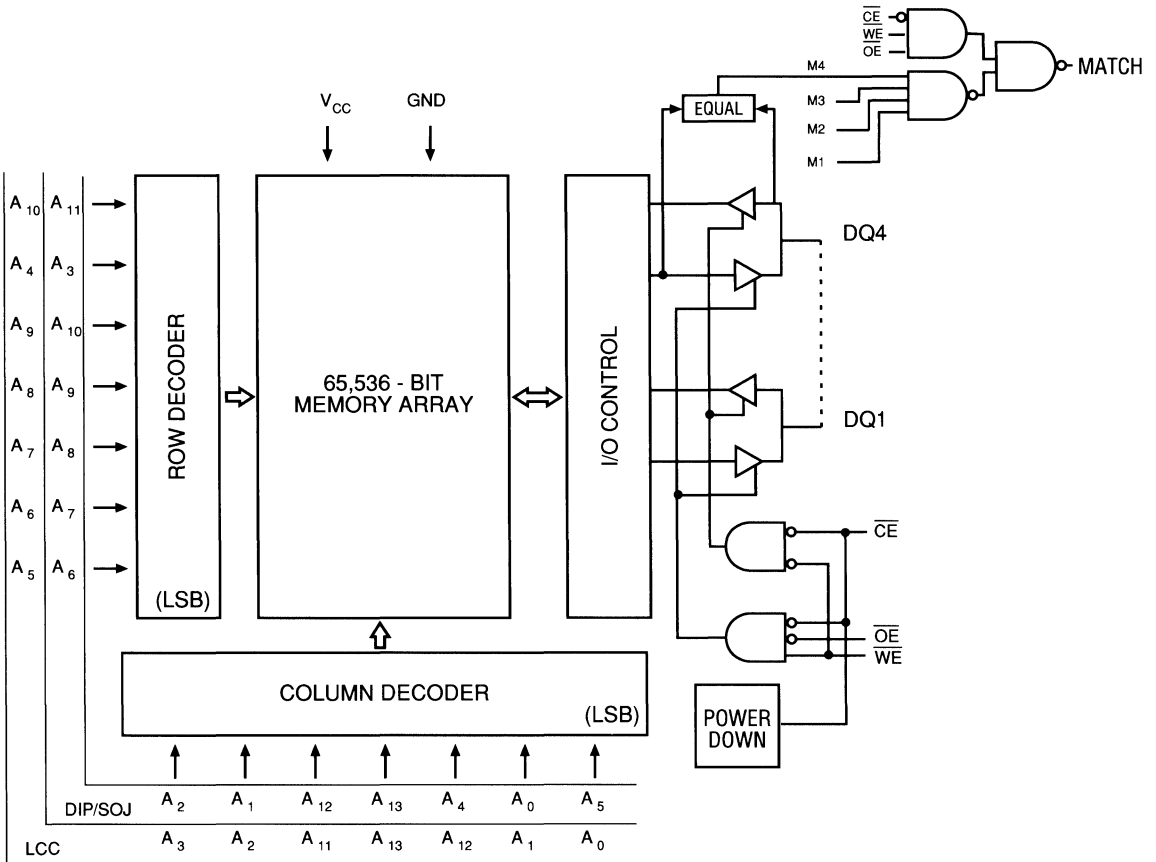 CE
WE
OE
MATCH
M4
M3
M2
M1
EQUAL
VCC
GND
A10 A11
A4 A3
A9 A10
A8 A9
A7 A8
A6 A7
A5 A6
ROW DECODER
(LSB)
65,536 - BIT
MEMORY ARRAY
I/O CONTROL
DQ4
DQ1
CE
OE
WE
COLUMN DECODER
(LSB)
POWER
DOWN
DIP/SOJ A2 A1 A12 A13 A4 A0 A5
LCC A3 A2 A11 A13 A12 A1 A0